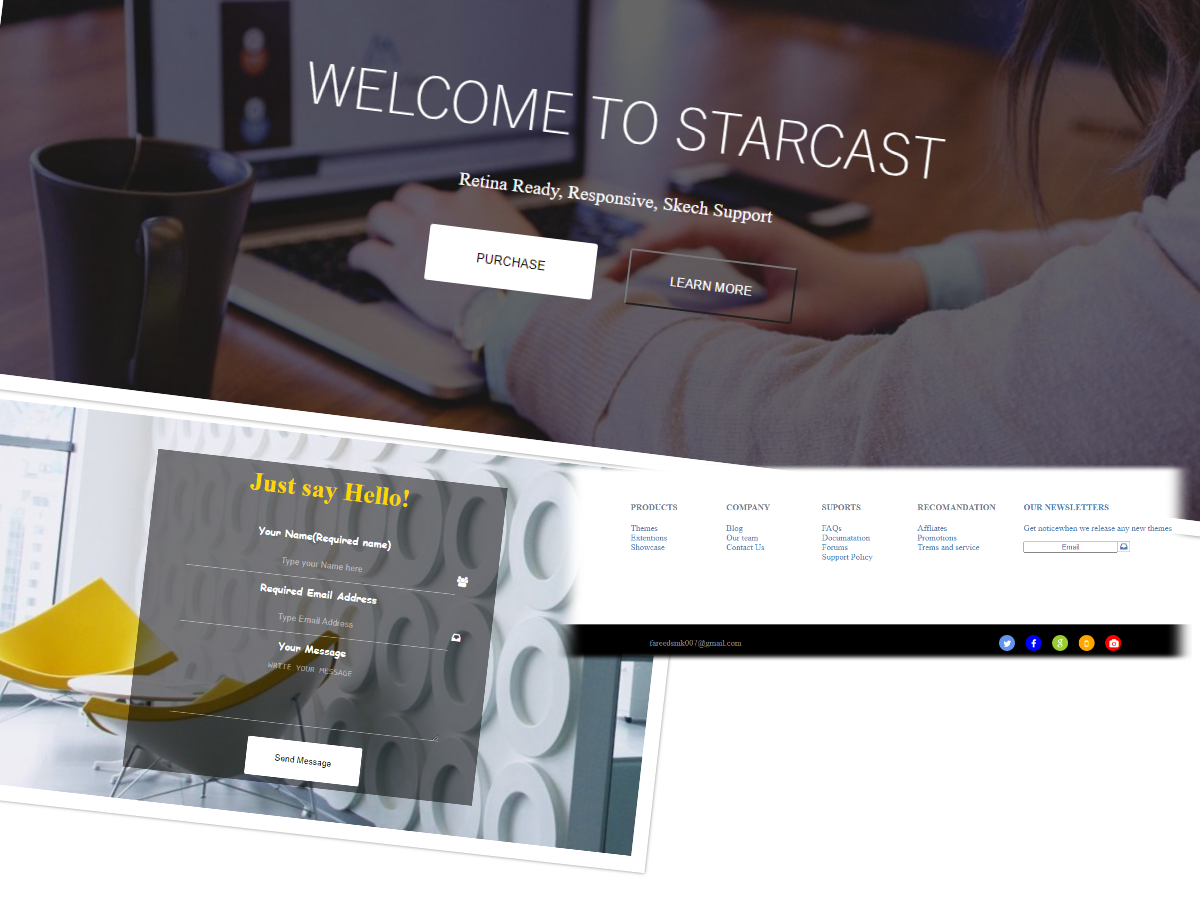 WELCOME TO STARCAST
Retina Ready, Responsive, Skech Support
PURCHASE
LEARN MORE
Just say Hello!
Your Name(Required name)
Type your Name here
Required Email Address
Type Email Address
Your Message
WRITE YOUR MESSAGE
Send Message
PRODUCTS
Themes
Extentions
Showcase
COMPANY
Blog
Our team
Contact Us
SUPORTS
FAQs
Documatation
Forums
Support Policy
RECOMANDATION
Affliates
Promotions
Trems and service
OUR NEWSLETTERS
Get noticewhen we release any new themes
Email
fareedsmk007@gmail.com